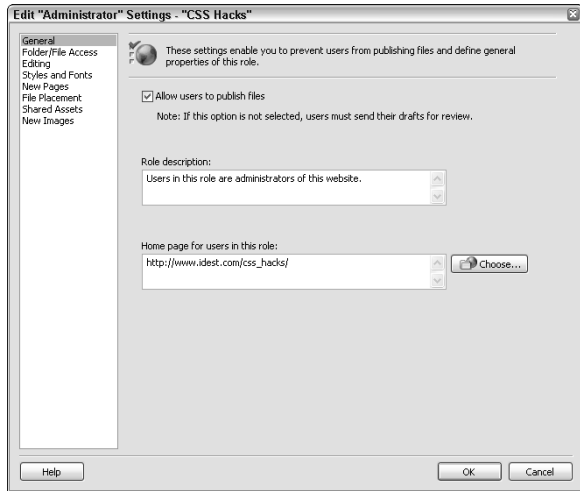 Edit "Administrator" Settings - "CSS Hacks"
General
Folder/File Access
Editing
Styles and Fonts
New Pages
File Placement
Shared Assets
New Images
These settings enable you to prevent users from publishing files and define general
properties of this role.
Allow users to publish files
Note: If this option is not selected, users must send their drafts for review.
Role description:
Users in this role are administrators of this website.
Home page for users in this role:
http://www.idest.com/css_hacks/
Choose...
Help
OK
Cancel